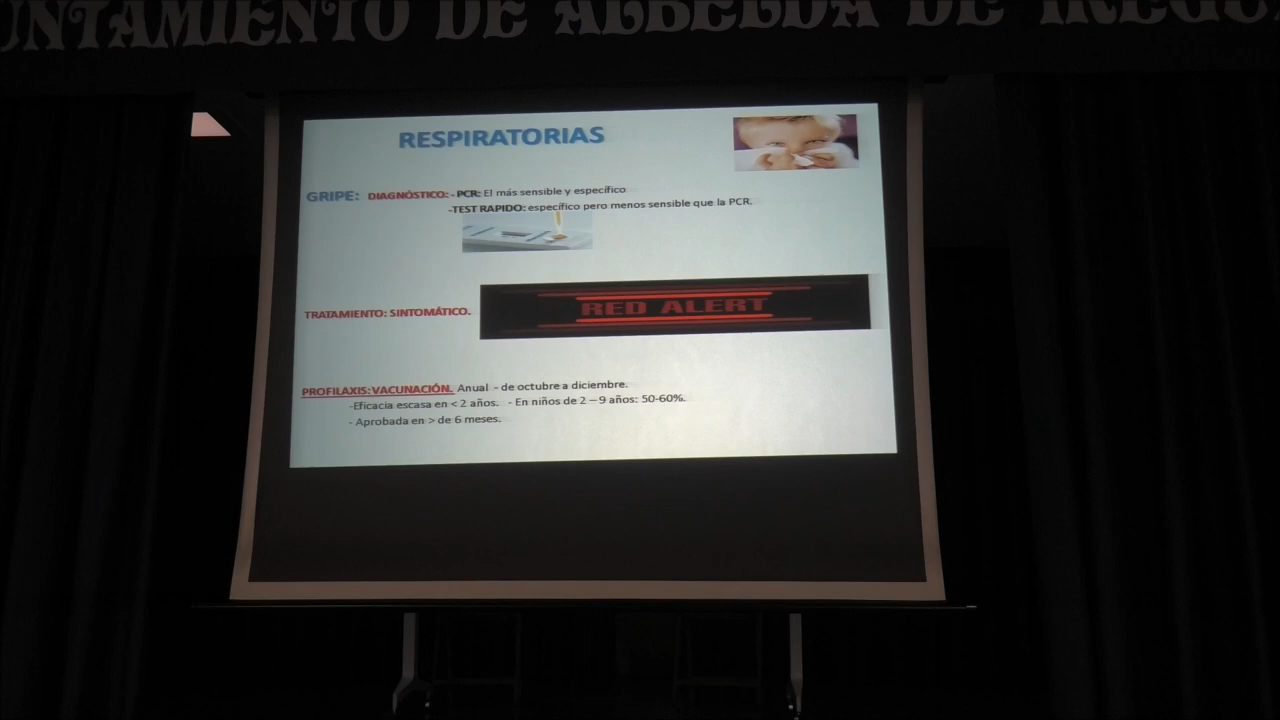 UNTAMIENTO DE ALBELDA DE IREGU
RESPIRATORIAS
GRIPE: DIAGNÓSTICO: - PCR: El más sensible y específico
-TEST RAPIDO: específico pero menos sensible que la PCR.
TRATAMIENTO: SINTOMÁTICO.
RED ALERT
PROFILAXIS: VACUNACIÓN. Anual - de octubre a diciembre.
-Eficacia escasa en < 2 años. - En niños de 2 – 9 años: 50-60%.
- Aprobada en > de 6 meses.